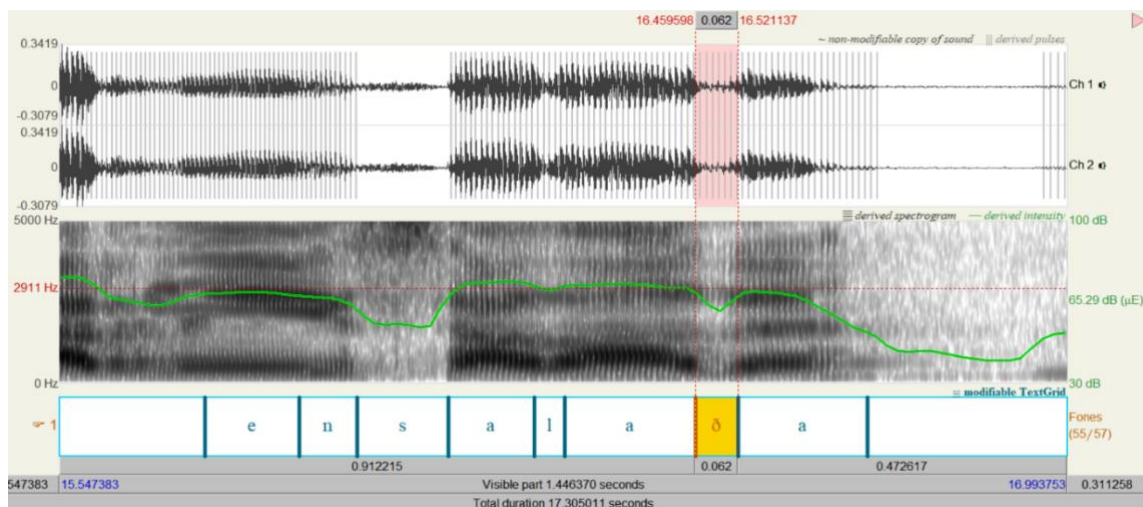 16.459598 0.062 16.521137
~ non-modifiable copy of sound ||| derived pulses
0.3419
0
-0.3079
Ch 1
0.3419
0
-0.3079
Ch 2
derived spectrogram — derived intensity
5000 Hz
100 dB
2911 Hz
65.29 dB (µE)
0 Hz
30 dB
modifiable TextGrid
1
e n s a l a ð a
Fones
(55/57)
0.912215 0.062 0.472617
547383 15.547383 Visible part 1.446370 seconds 16.993753 0.311258
Total duration 17.305011 seconds